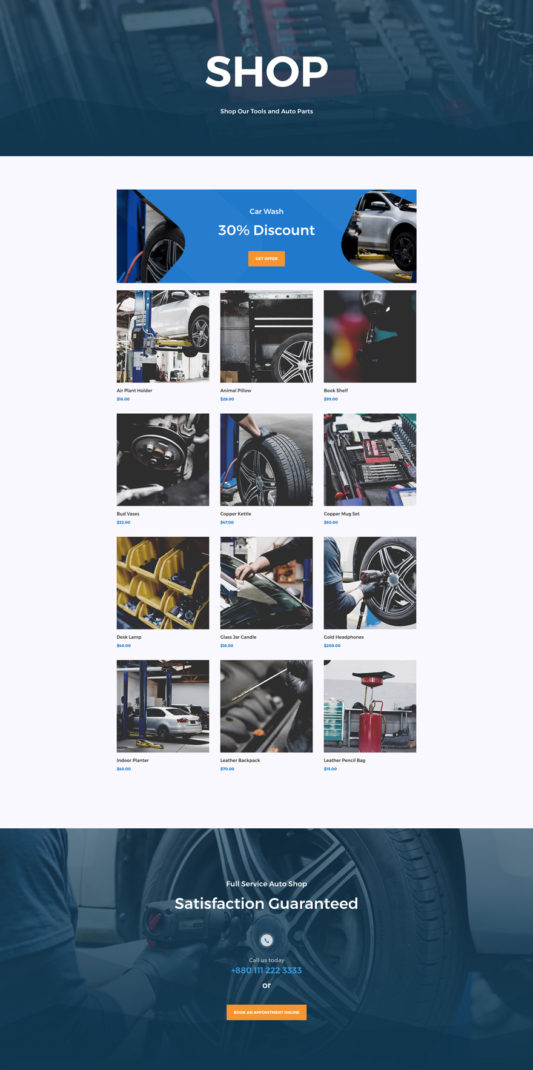 SHOP
Shop Our Tools and Auto Parts
Car Wash
30% Discount
GET OFFER
Air Plant Holder
$16.00
Animal Pillow
$29.00
Book Shelf
$99.00
Bud Vases
$22.00
Copper Kettle
$47.00
Copper Mug Set
$60.00
Desk Lamp
$40.00
Glass Jar Candle
$18.00
Gold Headphones
$200.00
Indoor Planter
$40.00
Leather Backpack
$70.00
Leather Pencil Bag
$15.00
Full Service Auto Shop
Satisfaction Guaranteed
Call us today
+880 111 222 3333
or
BOOK AN APPOINTMENT ONLINE